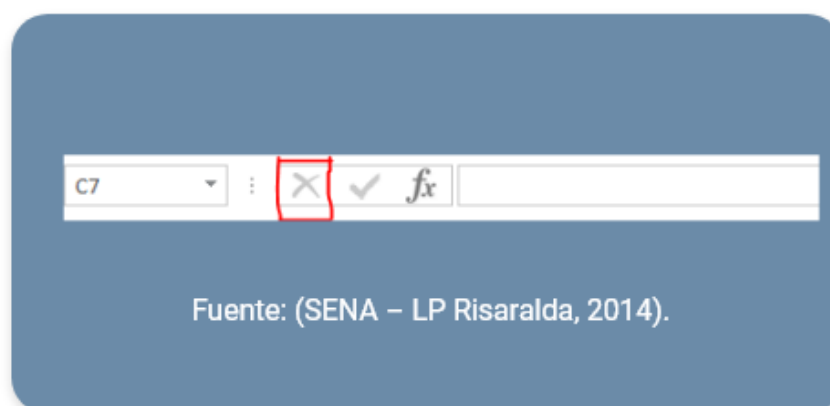 C7 fx
Fuente: (SENA – LP Risaralda, 2014).